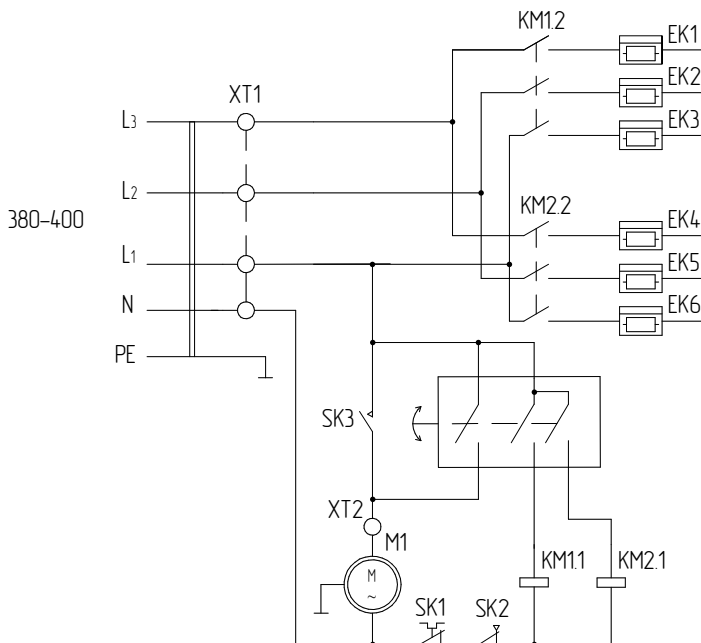 KM1.2
EK1
EK2
EK3
XT1
L3
L2
380-400
KM2.2
EK4
L1
EK5
N
EK6
PE
SK3
XT2
M1
M
~
KM1.1
KM2.1
SK1
SK2